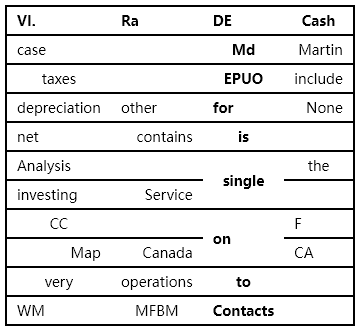 VI. Ra DE Cash
case Md Martin
taxes EPUO include
depreciation other for None
net contains is
Analysis single the
investing Service
CC on F
Map Canada CA
very operations to
WM MFBM Contacts